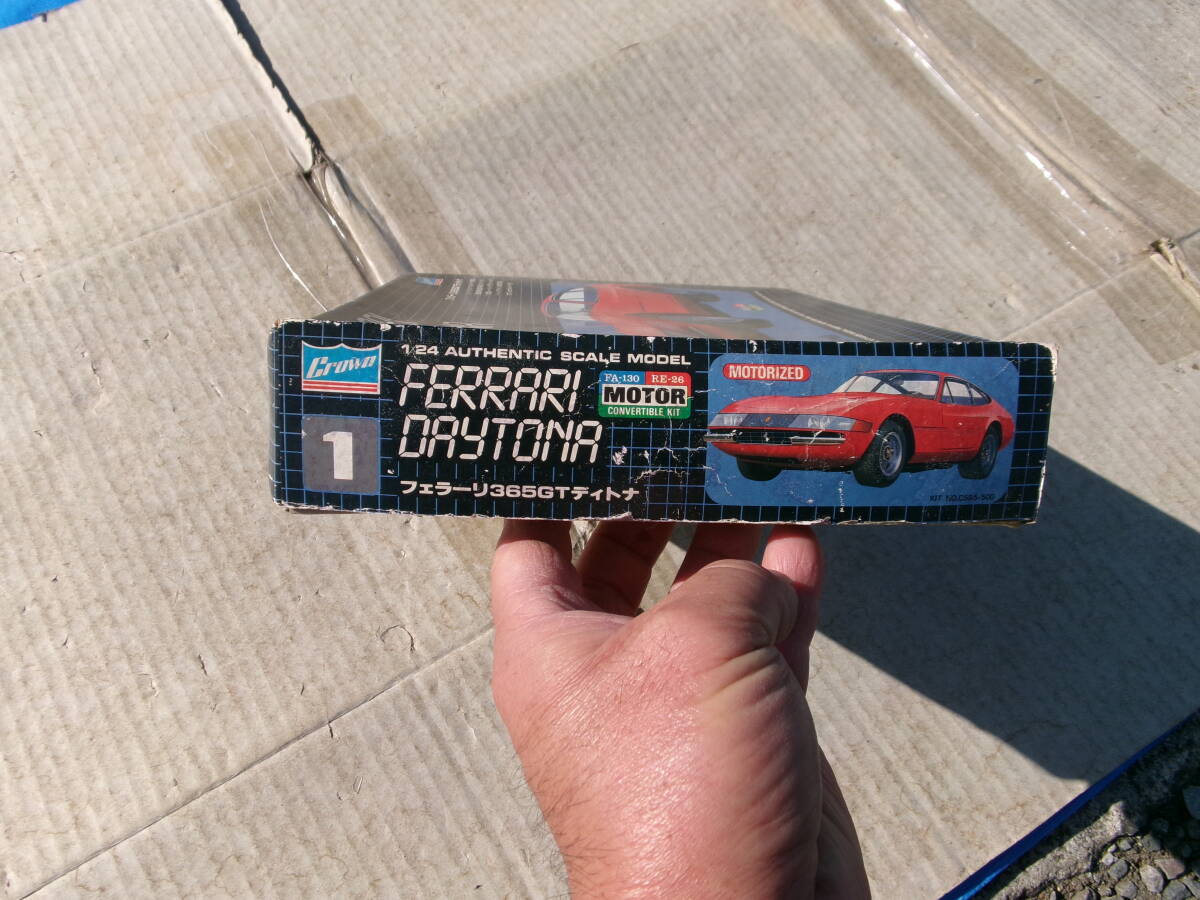 Crown
1
1/24 AUTHENTIC SCALE MODEL
FERRARI
DAYTONA
フェラーリ365GTディトナ
FA-130 RE-26
MOTOR
CONVERTIBLE KIT
MOTORIZED